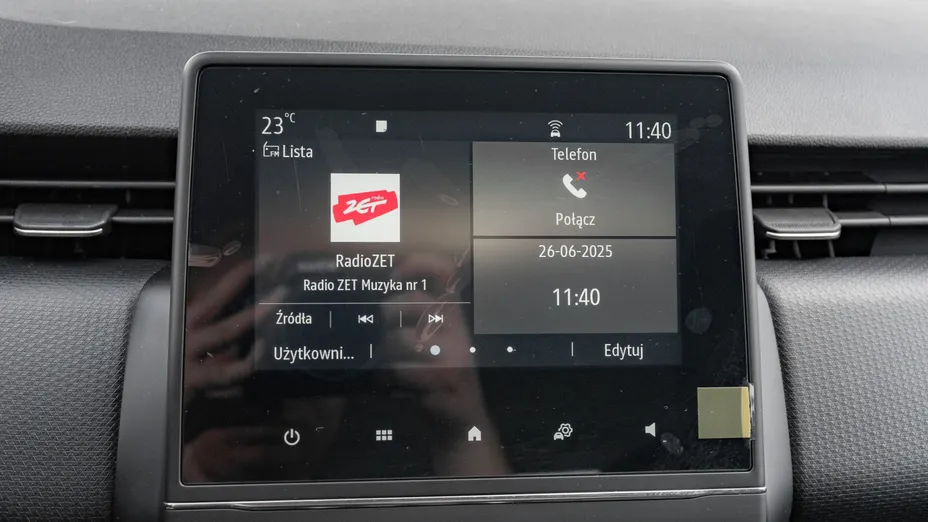 23°C
11:40
FM Lista
ZET
RadioZET
Radio ZET Muzyka nr 1
Źródła
Użytkowni...
Telefon
Połącz
26-06-2025
11:40
Edytuj